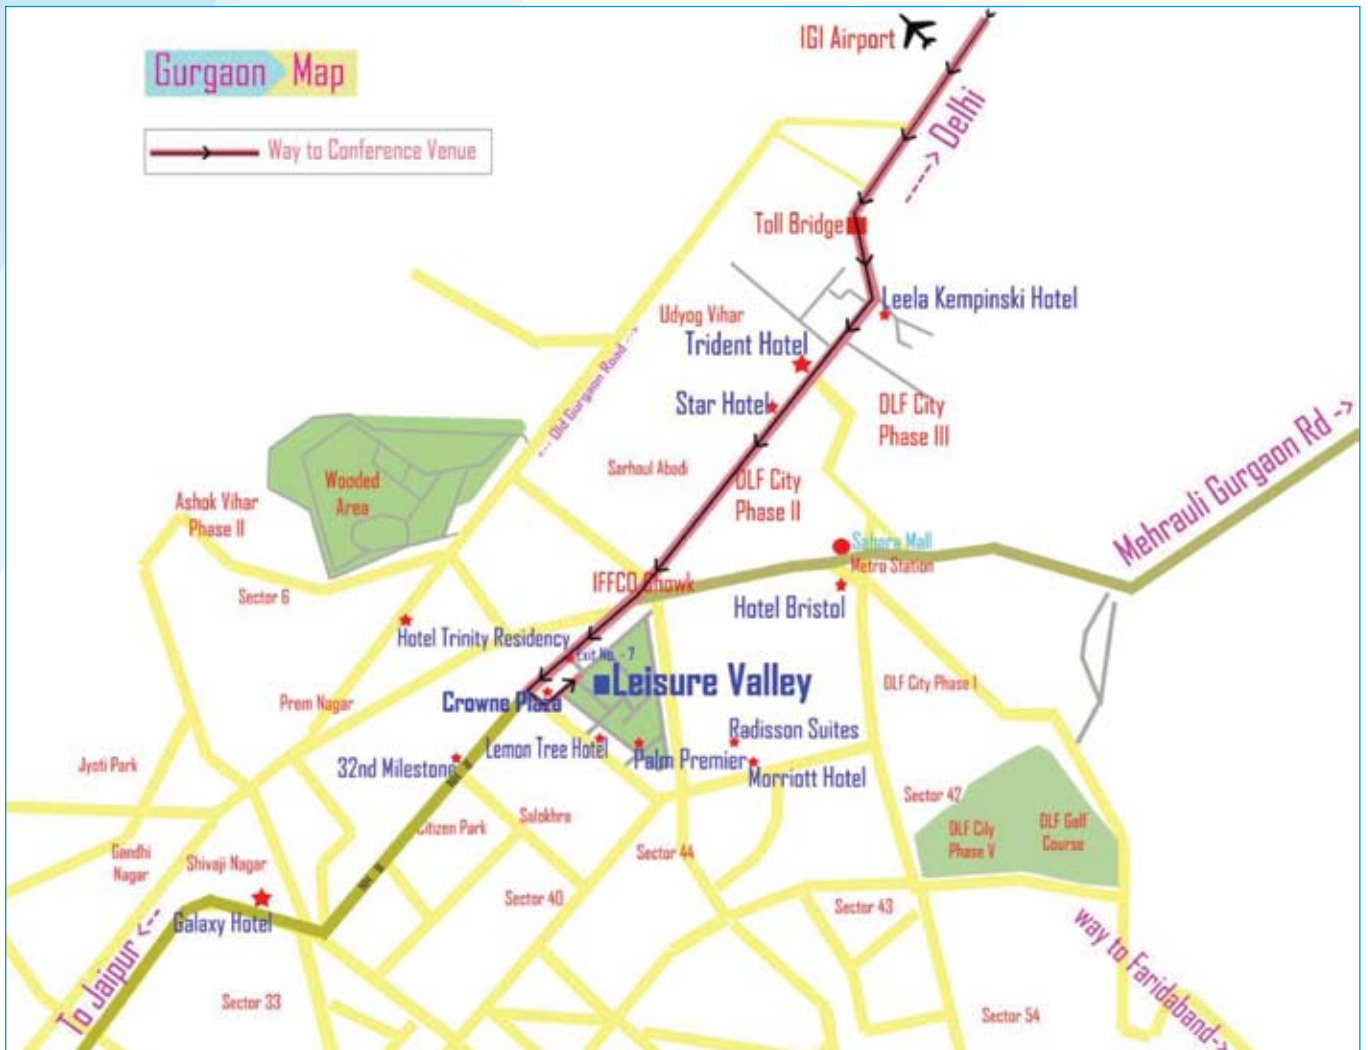 IGI Airport
Gurgaon Map
Way to Conference Venue
----> Delhi
Toll Bridge
Leela Kempinski Hotel
Udyog Vihar
Trident Hotel
<--- Old Gurgaon Road --->
Star Hotel
DLF City
Phase III
Mehrauli Gurgaon Rd ->
Sarhaul Abadi
DLF City
Phase II
Wooded
Area
Ashok Vihar
Phase II
Sahara Mall
Metro Station
IFFCO Chowk
Sector 6
Hotel Bristol
Hotel Trinity Residency
Exit No. - 7
Leisure Valley
DLF City Phase I
Crowne Plaza
Prem Nagar
Radisson Suites
Lemon Tree Hotel
Palm Premier
Morriott Hotel
32nd Milestone
Jyoti Park
Sector 42
Salokhra
Citizen Park
DLF City
Phase V
DLF Golf
Course
Gandhi
Nagar
Shivaji Nagar
Sector 44
Sector 40
Sector 43
Galaxy Hotel
way to Faridaband->
To Jaipur <--
Sector 33
Sector 54